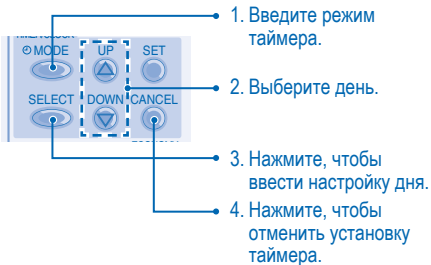 1. Введите режим
таймера.
MODE UP SET
2. Выберите день.
SELECT DOWN CANCEL
3. Нажмите, чтобы
ввести настройку дня.
4. Нажмите, чтобы
отменить установку
таймера.